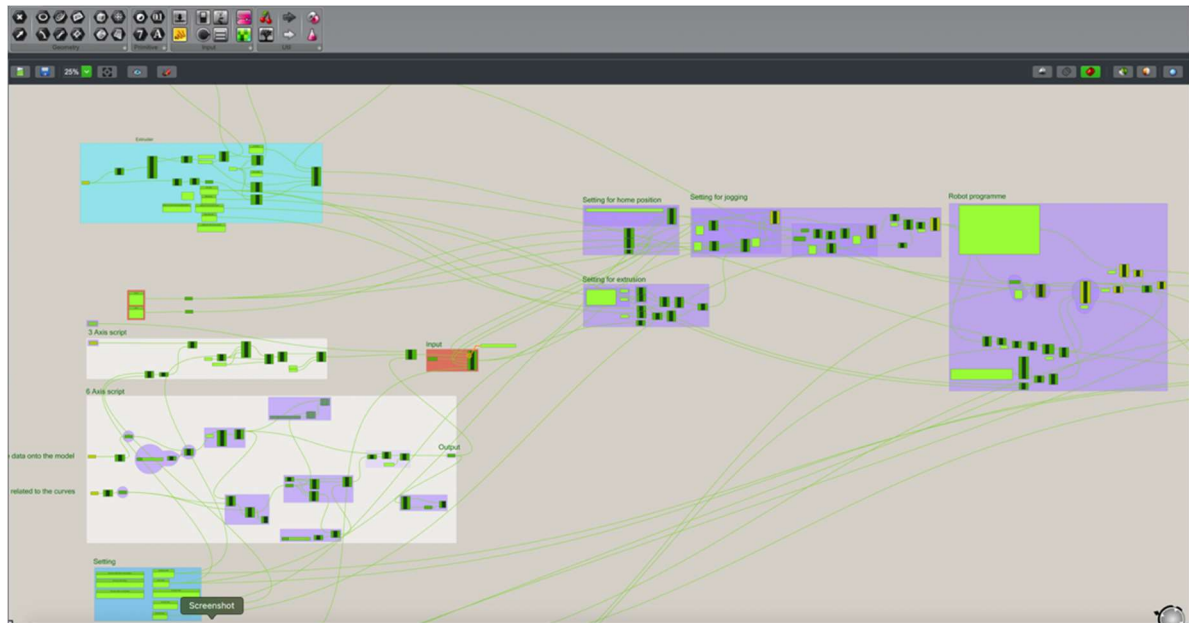 Geometry
Primitive
Input
Util
25%
Extruder
Setting for home position
Setting for jogging
Robot programme
Setting for extrusion
3 Axis script
Input
6 Axis script
Output
data onto the model
related to the curves
Setting
Screenshot